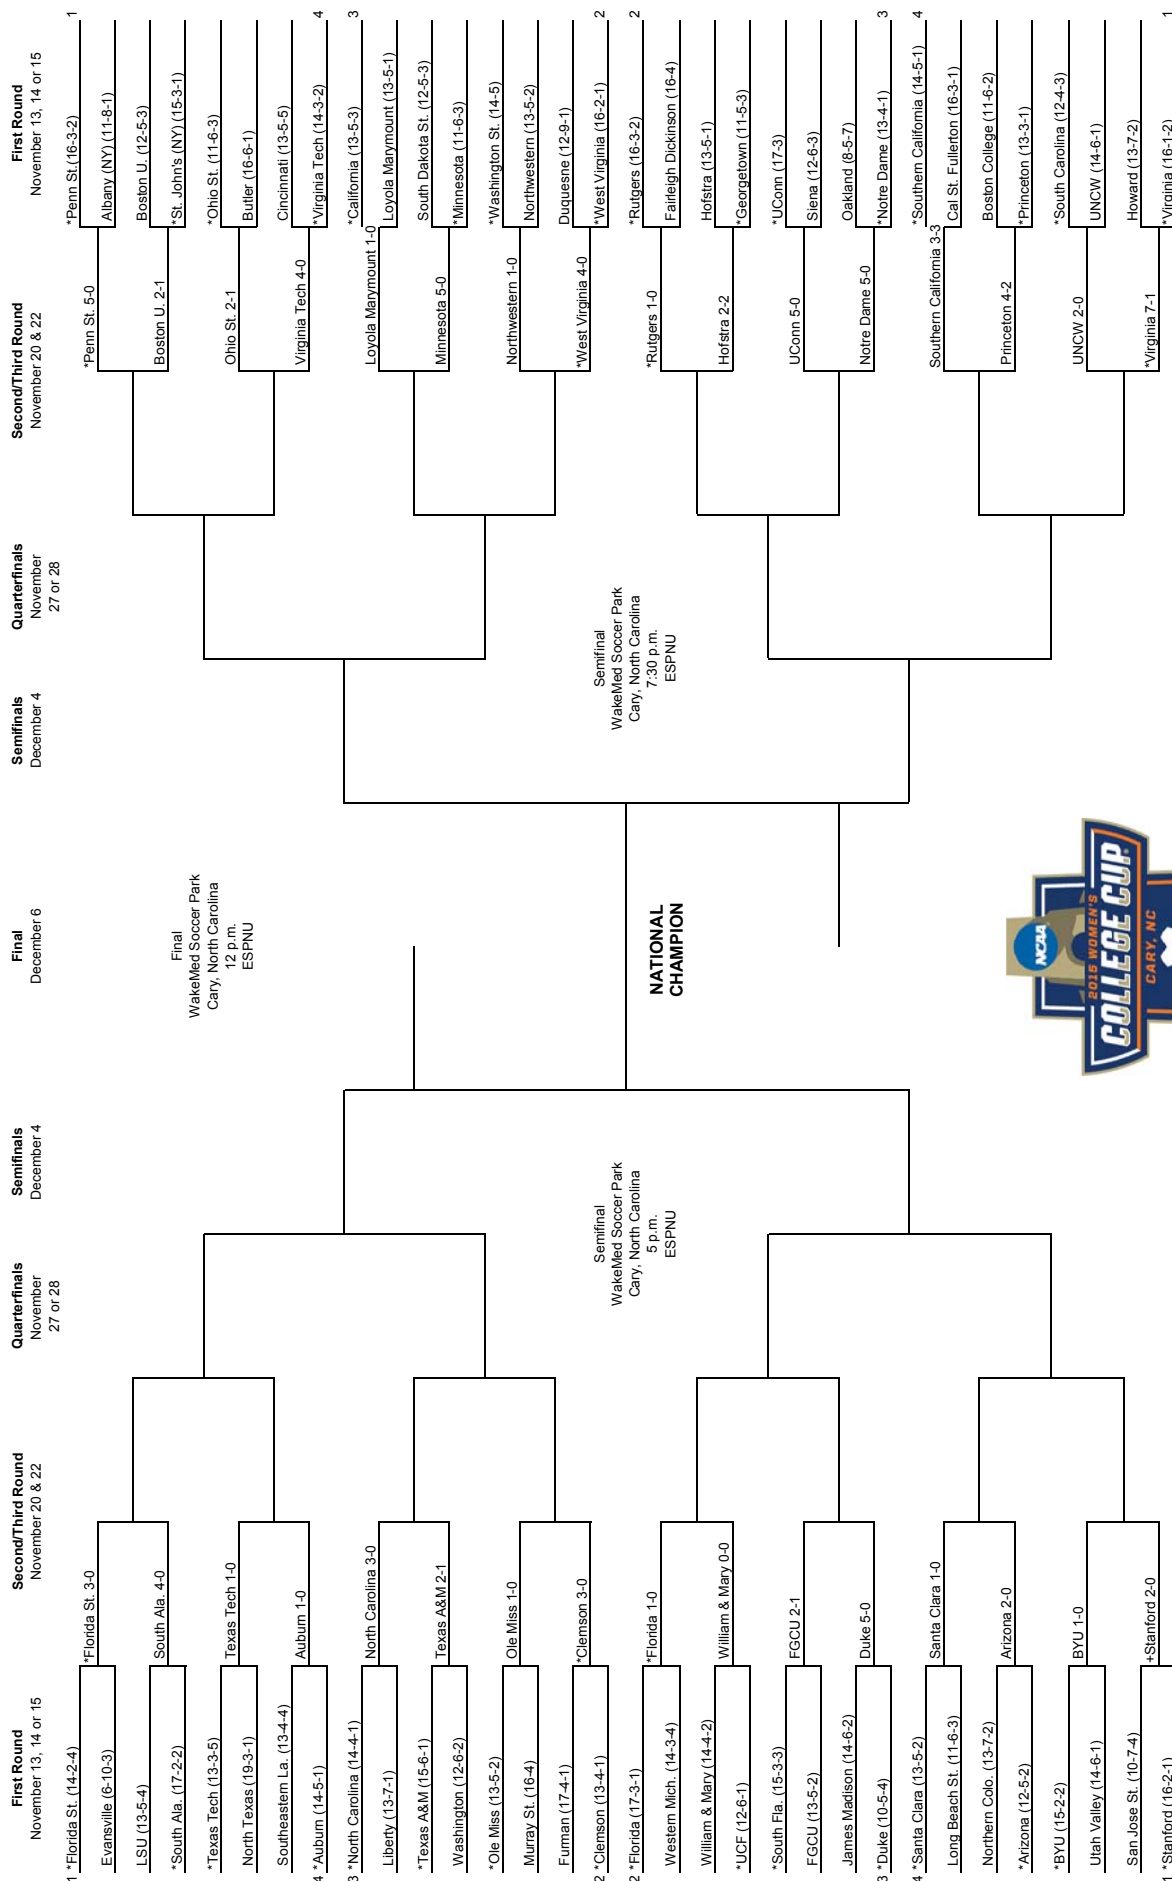 First Round
November 13, 14 or 15
Second/Third Round
November 20 & 22
Quarterfinals
November
27 or 28
Semifinals
December 4
Final
December 6
Semifinals
December 4
Quarterfinals
November
27 or 28
Second/Third Round
November 20 & 22
First Round
November 13, 14 or 15
1 *Florida St. (14-2-4)
Evansville (6-10-3)
LSU (13-5-4)
*South Ala. (17-2-2)
*Texas Tech (13-3-5)
North Texas (19-3-1)
Southeastern La. (13-4-4)
4 *Auburn (14-5-1)
3 *North Carolina (14-4-1)
Liberty (13-7-1)
*Texas A&M (15-6-1)
Washington (12-6-2)
*Ole Miss (13-5-2)
Murray St. (16-4)
Furman (17-4-1)
2 *Clemson (13-4-1)
2 *Florida (17-3-1)
Western Mich. (14-3-4)
William & Mary (14-4-2)
*UCF (12-6-1)
*South Fla. (15-3-3)
FGCU (13-5-2)
James Madison (14-6-2)
3 *Duke (10-5-4)
4 *Santa Clara (13-5-2)
Long Beach St. (11-6-3)
Northern Colo. (13-7-2)
*Arizona (12-5-2)
*BYU (15-2-2)
Utah Valley (14-6-1)
San Jose St. (10-7-4)
1 *Stanford (16-2-1)
*Florida St. 3-0
South Ala. 4-0
Texas Tech 1-0
Auburn 1-0
North Carolina 3-0
Texas A&M 2-1
Ole Miss 1-0
*Clemson 3-0
*Florida 1-0
William & Mary 0-0
FGCU 2-1
Duke 5-0
Santa Clara 1-0
Arizona 2-0
BYU 1-0
+Stanford 2-0
Semifinal
WakeMed Soccer Park
Cary, North Carolina
5 p.m.
ESPNU
Final
WakeMed Soccer Park
Cary, North Carolina
12 p.m.
ESPNU
NATIONAL
CHAMPION
NCAA
2015 WOMEN'S
COLLEGE CUP
CARY, NC
Semifinal
WakeMed Soccer Park
Cary, North Carolina
7:30 p.m.
ESPNU
*Penn St. 5-0
Boston U. 2-1
Ohio St. 2-1
Virginia Tech 4-0
Loyola Marymount 1-0
Minnesota 5-0
Northwestern 1-0
*West Virginia 4-0
*Rutgers 1-0
Hofstra 2-2
UConn 5-0
Notre Dame 5-0
Southern California 3-3
Princeton 4-2
UNCW 2-0
*Virginia 7-1
*Penn St.(16-3-2) 1
Albany (NY) (11-8-1)
Boston U. (12-5-3)
*St. John's (NY) (15-3-1)
*Ohio St. (11-6-3)
Butler (16-6-1)
Cincinnati (13-5-5)
*Virginia Tech (14-3-2) 4
*California (13-5-3) 3
Loyola Marymount (13-5-1)
South Dakota St. (12-5-3)
*Minnesota (11-6-3)
*Washington St. (14-5)
Northwestern (13-5-2)
Duquesne (12-9-1)
*West Virginia (16-2-1) 2
*Rutgers (16-3-2) 2
Fairleigh Dickinson (16-4)
Hofstra (13-5-1)
*Georgetown (11-5-3)
*UConn (17-3)
Siena (12-6-3)
Oakland (8-5-7)
*Notre Dame (13-4-1) 3
*Southern California (14-5-1) 4
Cal St. Fullerton (16-3-1)
Boston College (11-6-2)
*Princeton (13-3-1)
*South Carolina (12-4-3)
UNCW (14-6-1)
Howard (13-7-2)
*Virginia (16-1-2) 1